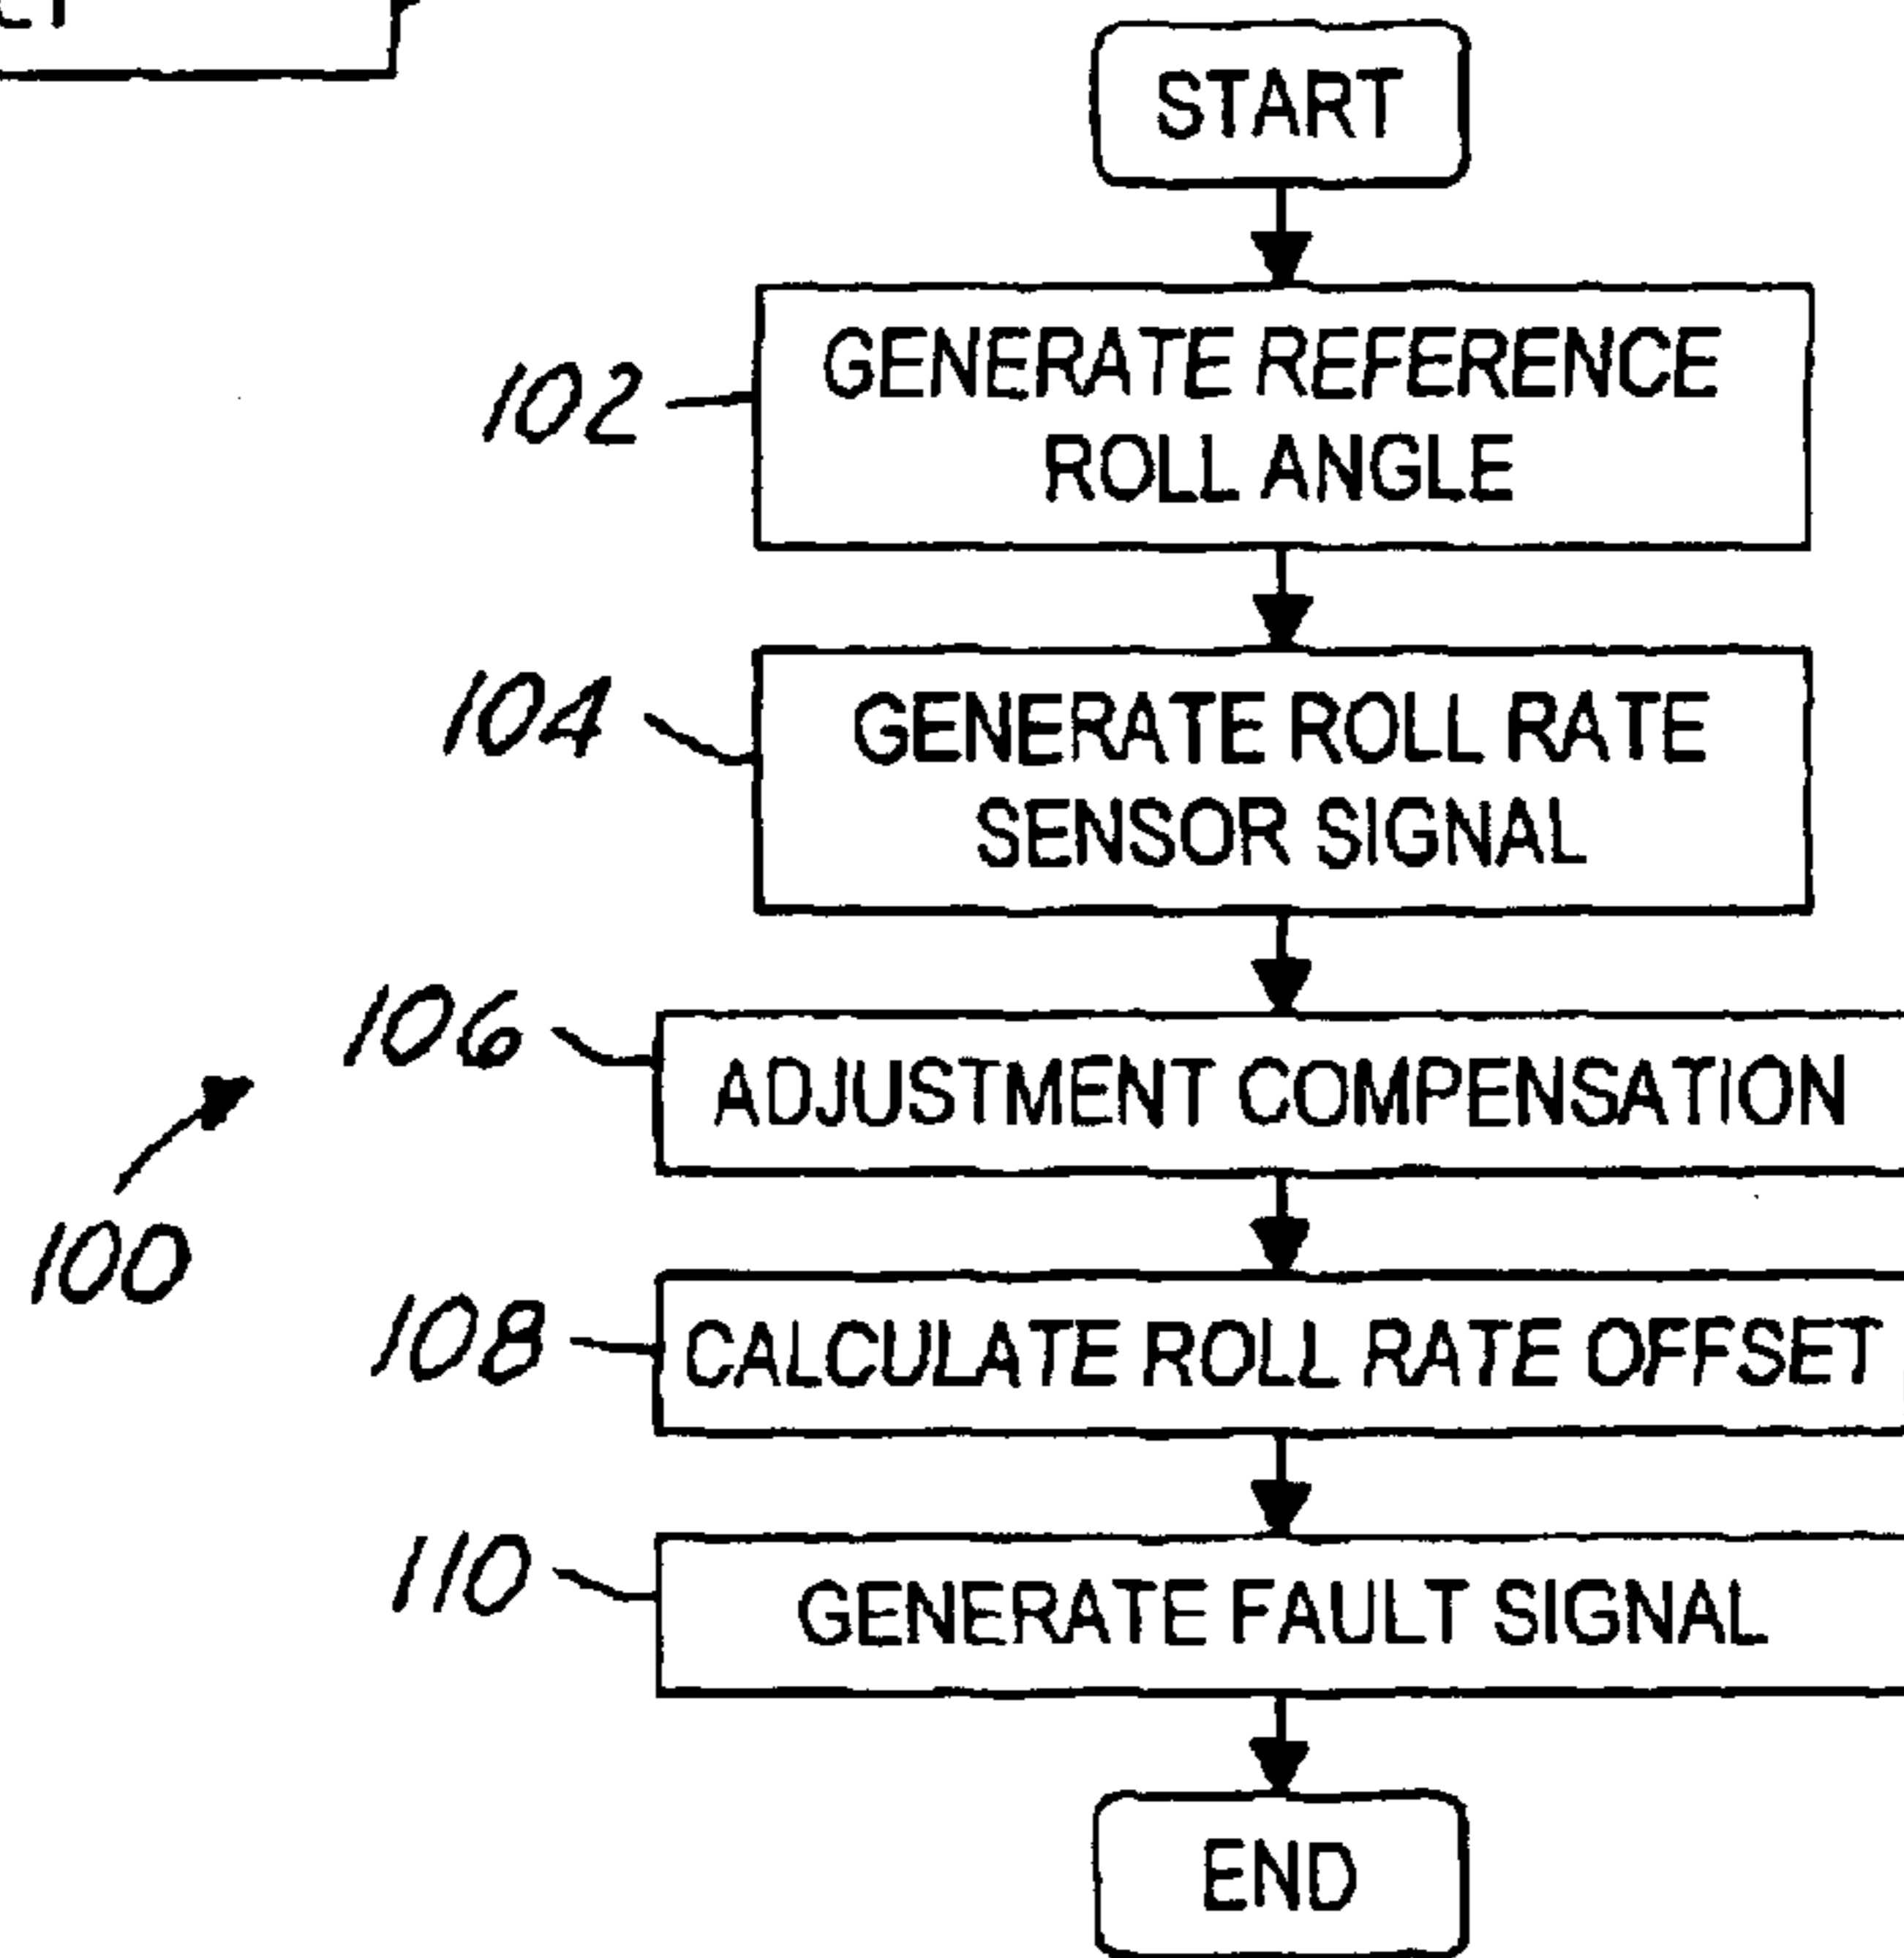 START
102
GENERATE REFERENCE
ROLL ANGLE
104
GENERATE ROLL RATE
SENSOR SIGNAL
106
ADJUSTMENT COMPENSATION
100
108
CALCULATE ROLL RATE OFFSET
110
GENERATE FAULT SIGNAL
END